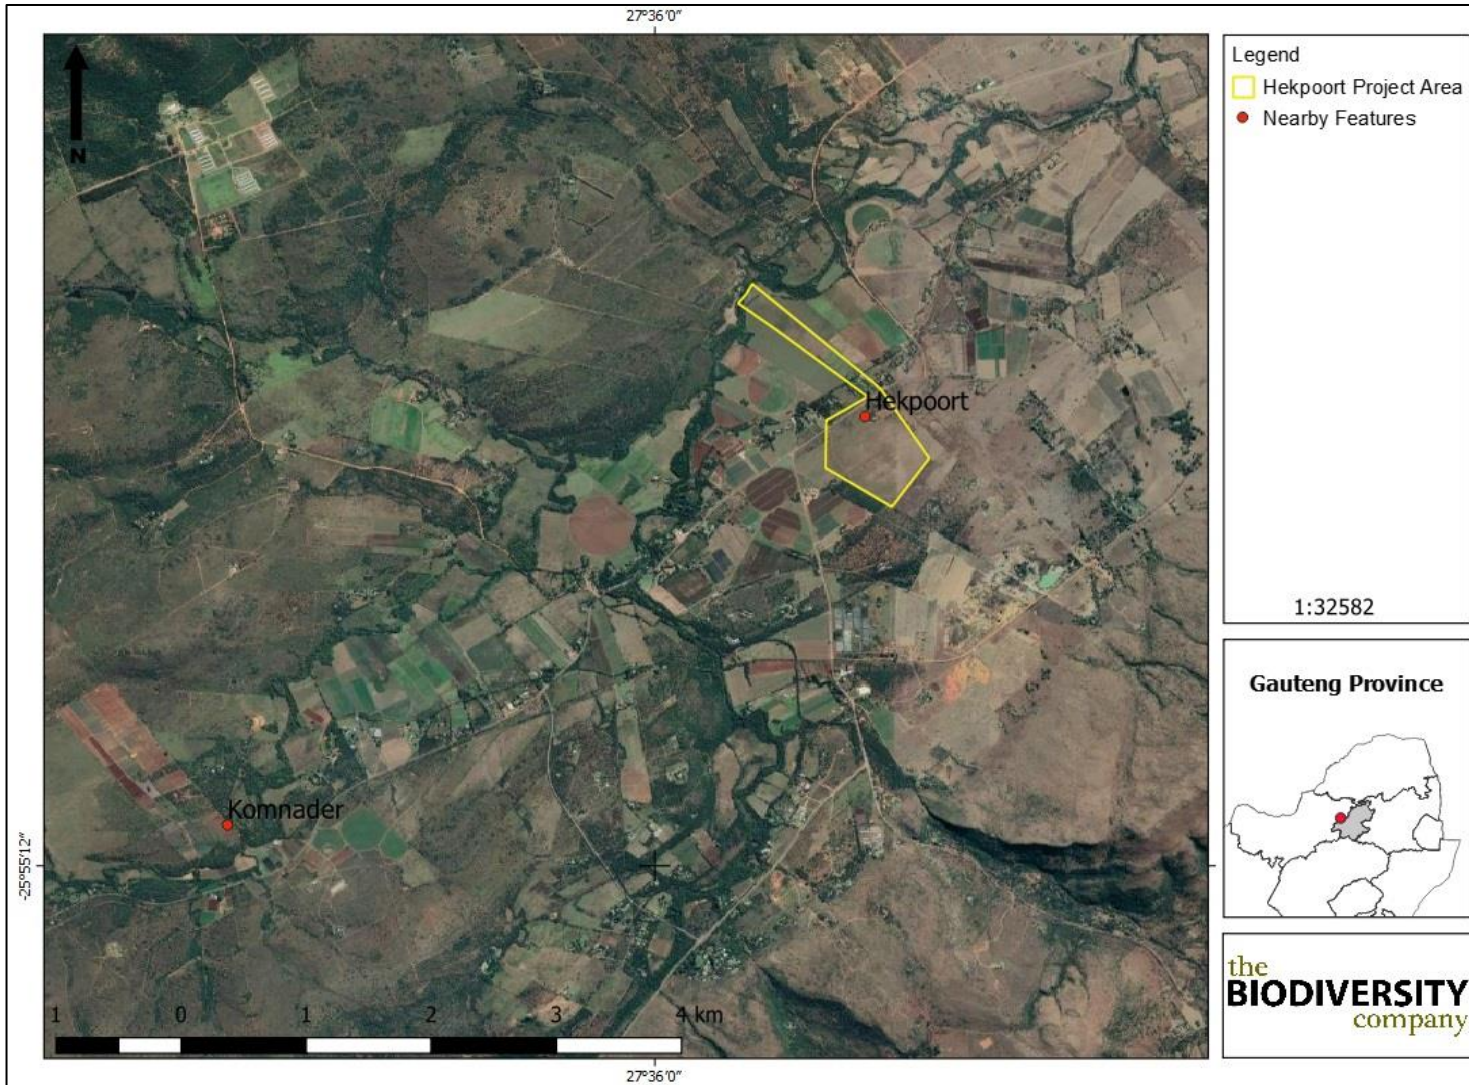 27°36'0"
N
Hekpoort
Komnader
-25°55'12"
1 0 1 2 3 4 km
27°36'0"
Legend
Hekpoort Project Area
Nearby Features
1:32582
Gauteng Province
the
BIODIVERSITY
company